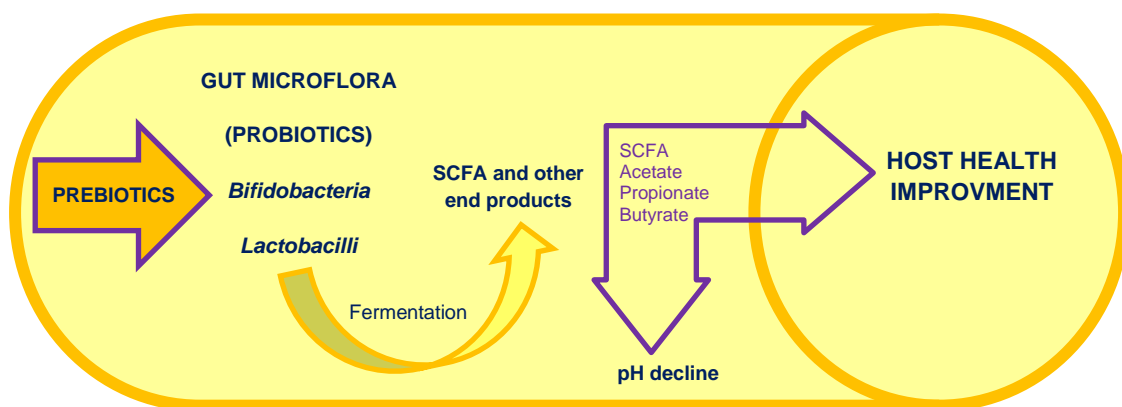 GUT MICROFLORA
(PROBIOTICS)
PREBIOTICS
Bifidobacteria
Lactobacilli
Fermentation
SCFA and other
end products
SCFA
Acetate
Propionate
Butyrate
pH decline
HOST HEALTH
IMPROVMENT